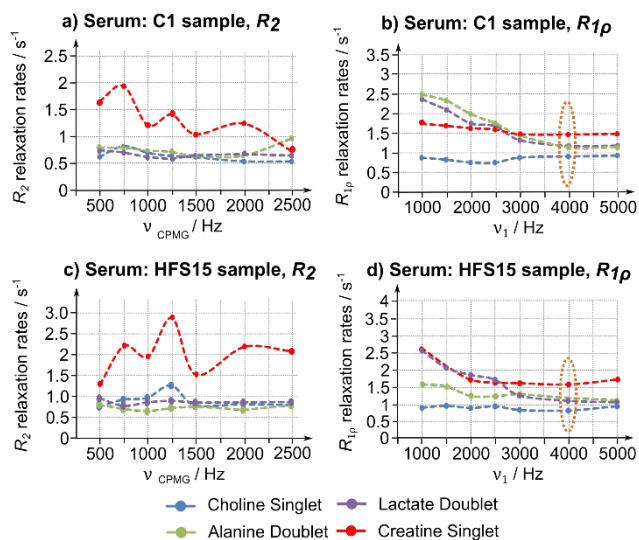 a) Serum: C1 sample, R2
R2 relaxation rates / s-1
2.5
2
1.5
1
0.5
0
500 1000 1500 2000 2500
ν CPMG / Hz
b) Serum: C1 sample, R1ρ
R1ρ relaxation rates / s-1
3.5
3.0
2.5
2.0
1.5
1.0
0.5
0
1000 2000 3000 4000 5000
ν1 / Hz
c) Serum: HFS15 sample, R2
R2 relaxation rates / s-1
3.0
2.5
2.0
1.5
1.0
0.5
0.0
500 1000 1500 2000 2500
ν CPMG / Hz
d) Serum: HFS15 sample, R1ρ
R1ρ relaxation rates / s-1
4
3.5
3
2.5
2
1.5
1
0.5
0
1000 2000 3000 4000 5000
ν1 / Hz
Choline Singlet
Lactate Doublet
Alanine Doublet
Creatine Singlet